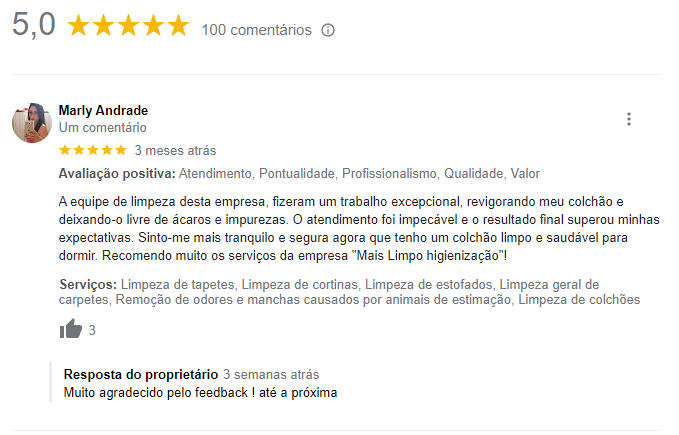 5,0 100 comentários
Marly Andrade
Um comentário
3 meses atrás
Avaliação positiva: Atendimento, Pontualidade, Profissionalismo, Qualidade, Valor
A equipe de limpeza desta empresa, fizeram um trabalho excepcional, revigorando meu colchão e
deixando-o livre de ácaros e impurezas. O atendimento foi impecável e o resultado final superou minhas
expectativas. Sinto-me mais tranquilo e segura agora que tenho um colchão limpo e saudável para
dormir. Recomendo muito os serviços da empresa "Mais Limpo higienização"!
Serviços: Limpeza de tapetes, Limpeza de cortinas, Limpeza de estofados, Limpeza geral de
carpetes, Remoção de odores e manchas causados por animais de estimação, Limpeza de colchões
3
Resposta do proprietário 3 semanas atrás
Muito agradecido pelo feedback ! até a próxima